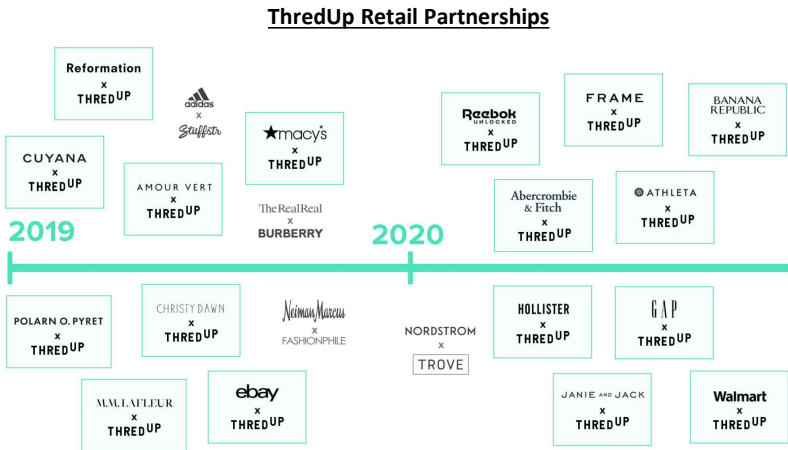 ThredUp Retail Partnerships
Reformation
x
THREDUP
adidas
x
Stuffstr
★macy's
x
THREDUP
CUYANA
x
THREDUP
AMOUR VERT
x
THREDUP
TheRealReal
x
BURBERRY
Reebok
UNLOCKED
x
THREDUP
FRAME
x
THREDUP
BANANA
REPUBLIC
x
THREDUP
Abercrombie
& Fitch
x
THREDUP
ATHLETA
x
THREDUP
2019
2020
POLARN O. PYRET
x
THREDUP
CHRISTY DAWN
x
THREDUP
Neiman Marcus
x
FASHIONPHILE
M.M.LAFLEUR
x
THREDUP
ebay
x
THREDUP
NORDSTROM
x
TROVE
HOLLISTER
x
THREDUP
GAP
x
THREDUP
JANIE AND JACK
x
THREDUP
Walmart
x
THREDUP